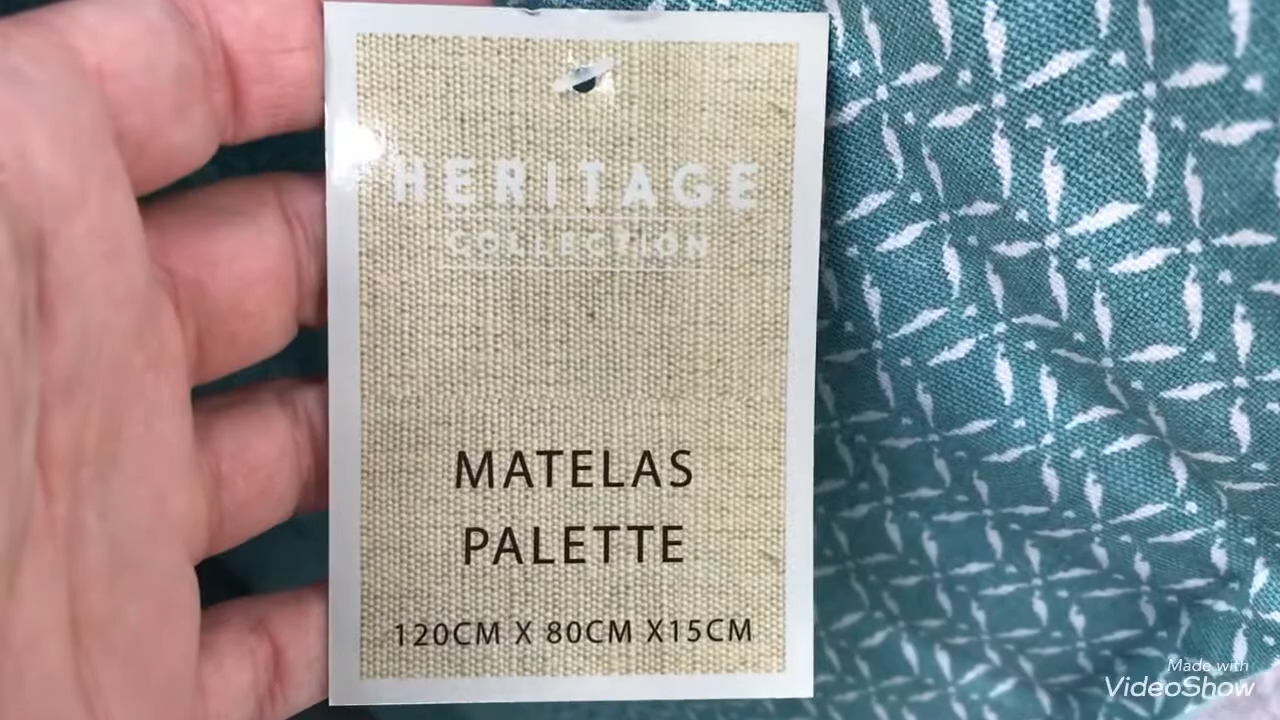 HERITAGE
COLLECTION
MATELAS
PALETTE
120CM X 80CM X15CM
Made with
VideoShow